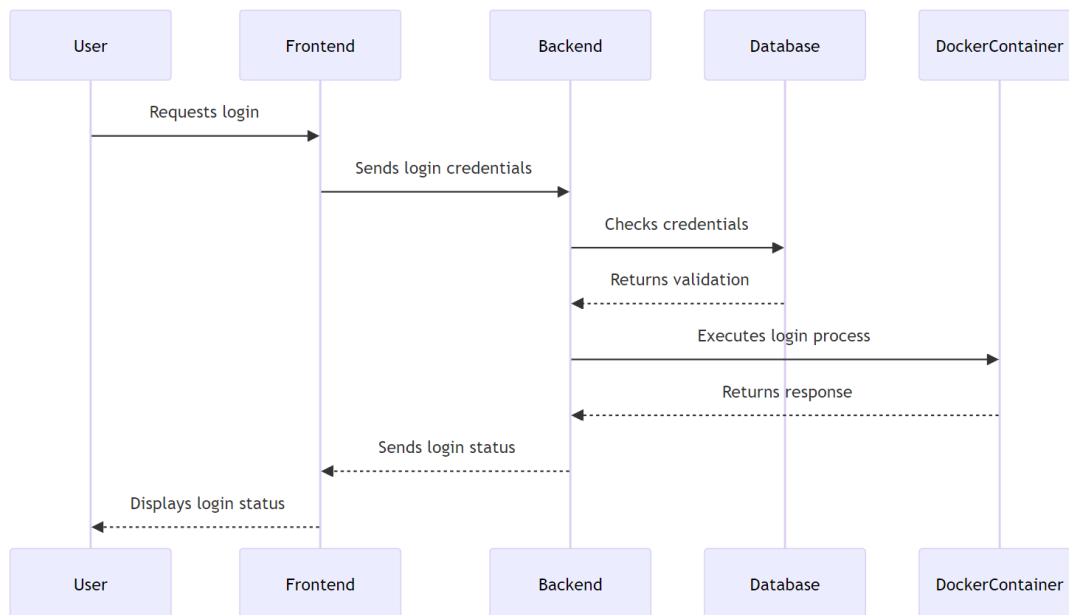 User
Frontend
Backend
Database
DockerContainer
Requests login
Sends login credentials
Checks credentials
Returns validation
Executes login process
Returns response
Sends login status
Displays login status
User
Frontend
Backend
Database
DockerContainer